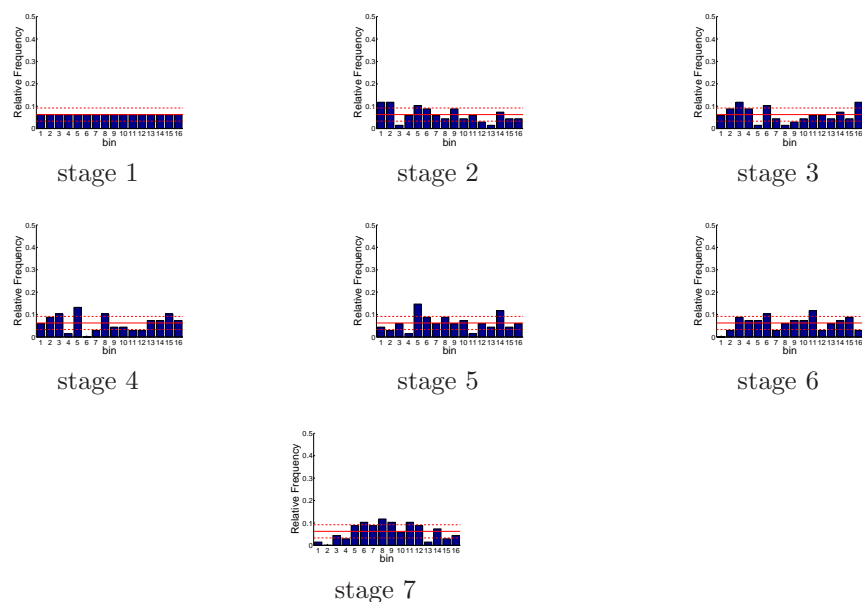 0.5 0.5 0.5
Relative Frequency Relative Frequency Relative Frequency
0.4 0.4 0.4
0.3 0.3 0.3
0.2 0.2 0.2
0.1 0.1 0.1
0 0 0
1 2 3 4 5 6 7 8 9 10 11 12 13 14 15 16 1 2 3 4 5 6 7 8 9 10 11 12 13 14 15 16 1 2 3 4 5 6 7 8 9 10 11 12 13 14 15 16
bin bin bin
stage 1 stage 2 stage 3
0.5 0.5 0.5
Relative Frequency Relative Frequency Relative Frequency
0.4 0.4 0.4
0.3 0.3 0.3
0.2 0.2 0.2
0.1 0.1 0.1
0 0 0
1 2 3 4 5 6 7 8 9 10 11 12 13 14 15 16 1 2 3 4 5 6 7 8 9 10 11 12 13 14 15 16 1 2 3 4 5 6 7 8 9 10 11 12 13 14 15 16
bin bin bin
stage 4 stage 5 stage 6
0.5
Relative Frequency
0.4
0.3
0.2
0.1
0
1 2 3 4 5 6 7 8 9 10 11 12 13 14 15 16
bin
stage 7